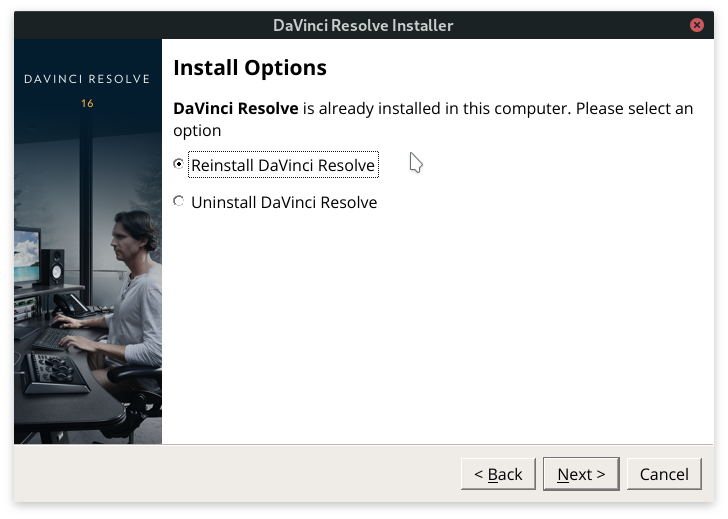 DaVinci Resolve Installer
DAVINCI RESOLVE
16
Install Options
DaVinci Resolve is already installed in this computer. Please select an
option
Reinstall DaVinci Resolve
Uninstall DaVinci Resolve
< Back
Next >
Cancel